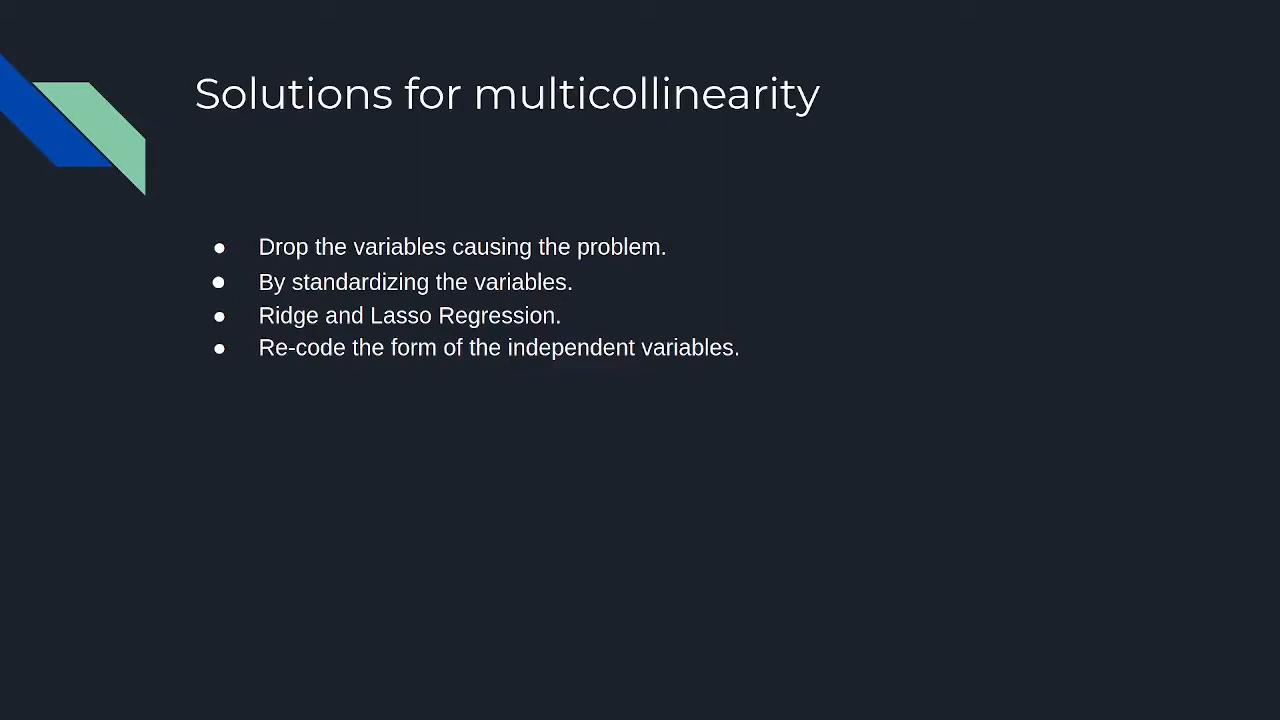 Solutions for multicollinearity
● Drop the variables causing the problem.
● By standardizing the variables.
● Ridge and Lasso Regression.
● Re-code the form of the independent variables.